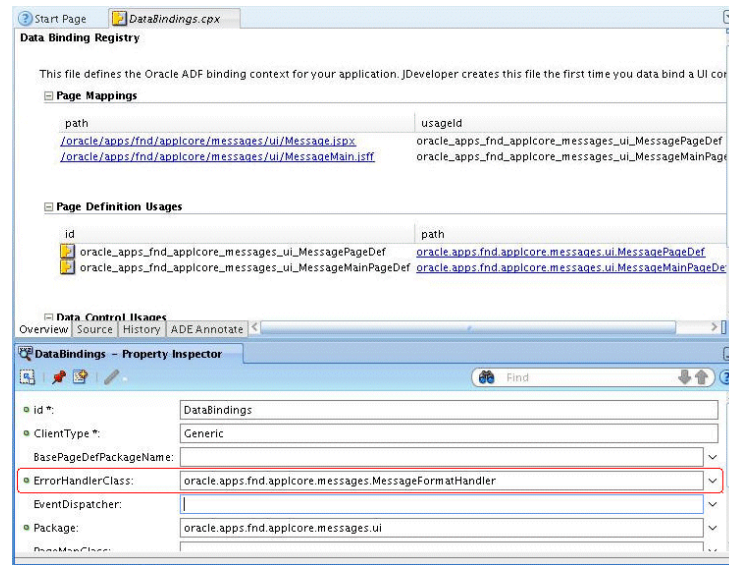 Start Page DataBindings.cpx
Data Binding Registry
This file defines the Oracle ADF binding context for your application. JDeveloper creates this file the first time you data bind a UI cor
Page Mappings
path usageId
/oracle/apps/fnd/applcore/messages/ui/Message.jspx oracle_apps_fnd_applcore_messages_ui_MessagePageDef
/oracle/apps/fnd/applcore/messages/ui/MessageMain.jsff oracle_apps_fnd_applcore_messages_ui_MessageMainPage
Page Definition Usages
id path
oracle_apps_fnd_applcore_messages_ui_MessagePageDef oracle.apps.fnd.applcore.messages.ui.MessagePageDef
oracle_apps_fnd_applcore_messages_ui_MessageMainPageDef oracle.apps.fnd.applcore.messages.ui.MessageMainPageDe
Data Control Usages
Overview Source History ADE Annotate
DataBindings - Property Inspector
Find
id *: DataBindings
ClientType *: Generic
BasePageDefPackageName:
ErrorHandlerClass: oracle.apps.fnd.applcore.messages.MessageFormatHandler
EventDispatcher:
Package: oracle.apps.fnd.applcore.messages.ui
PageMapClass: